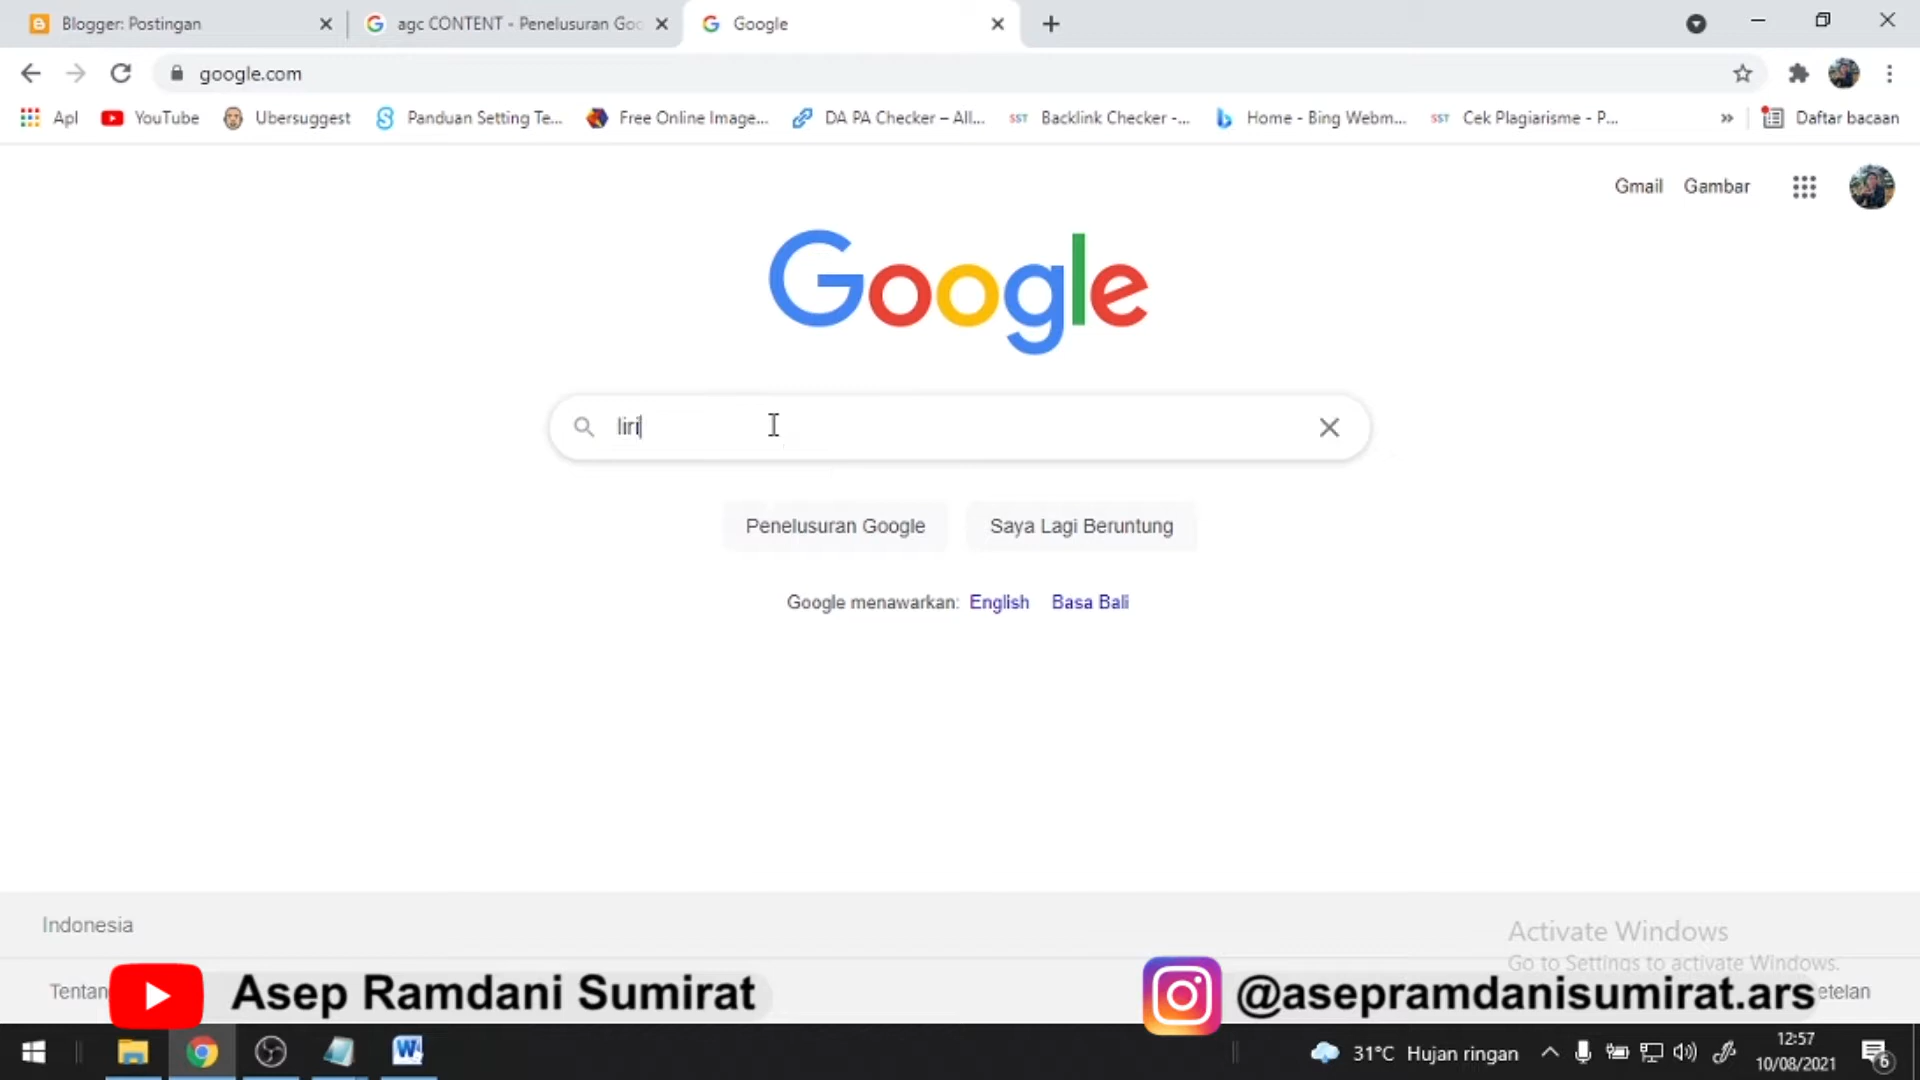 Blogger: Postingan
agc CONTENT - Penelusuran Goo
Google
google.com
Apl
YouTube
Ubersuggest
Panduan Setting Te...
Free Online Image...
DA PA Checker – All...
SST
Backlink Checker -...
Home - Bing Webm...
SST
Cek Plagiarisme - P...
»
Daftar bacaan
Gmail
Gambar
Google
liri
Penelusuran Google
Saya Lagi Beruntung
Google menawarkan: English Basa Bali
Indonesia
Activate Windows
Go to Settings to activate Windows.
Tentan
Asep Ramdani Sumirat
@asepramdanisumirat.ars
etelan
31°C Hujan ringan
12:57
10/08/2021
6